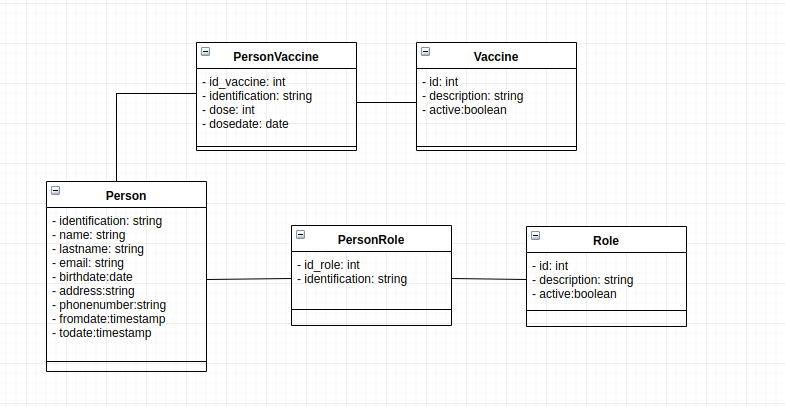 PersonVaccine
- id_vaccine: int
- identification: string
- dose: int
- dosedate: date
Vaccine
- id: int
- description: string
- active:boolean
Person
- identification: string
- name: string
- lastname: string
- email: string
- birthdate:date
- address:string
- phonenumber:string
- fromdate:timestamp
- todate:timestamp
PersonRole
- id_role: int
- identification: string
Role
- id: int
- description: string
- active:boolean